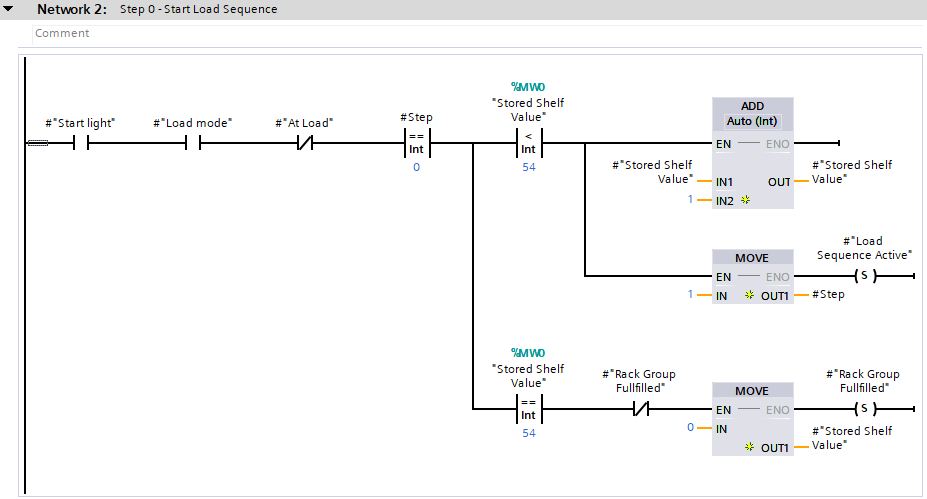 Network 2: Step 0 - Start Load Sequence
Comment
#"Start light"
#"Load mode"
#"At Load"
#Step
==
Int
0
%MW0
"Stored Shelf
Value"
<
Int
54
ADD
Auto (Int)
EN
ENO
#"Stored Shelf
Value"
IN1
OUT
#"Stored Shelf
Value"
1
IN2
MOVE
EN
ENO
#"Load
Sequence Active"
S
1
IN
OUT1
#Step
%MW0
"Stored Shelf
Value"
==
Int
54
#"Rack Group
Fullfilled"
MOVE
EN
ENO
#"Rack Group
Fullfilled"
S
0
IN
OUT1
#"Stored Shelf
Value"